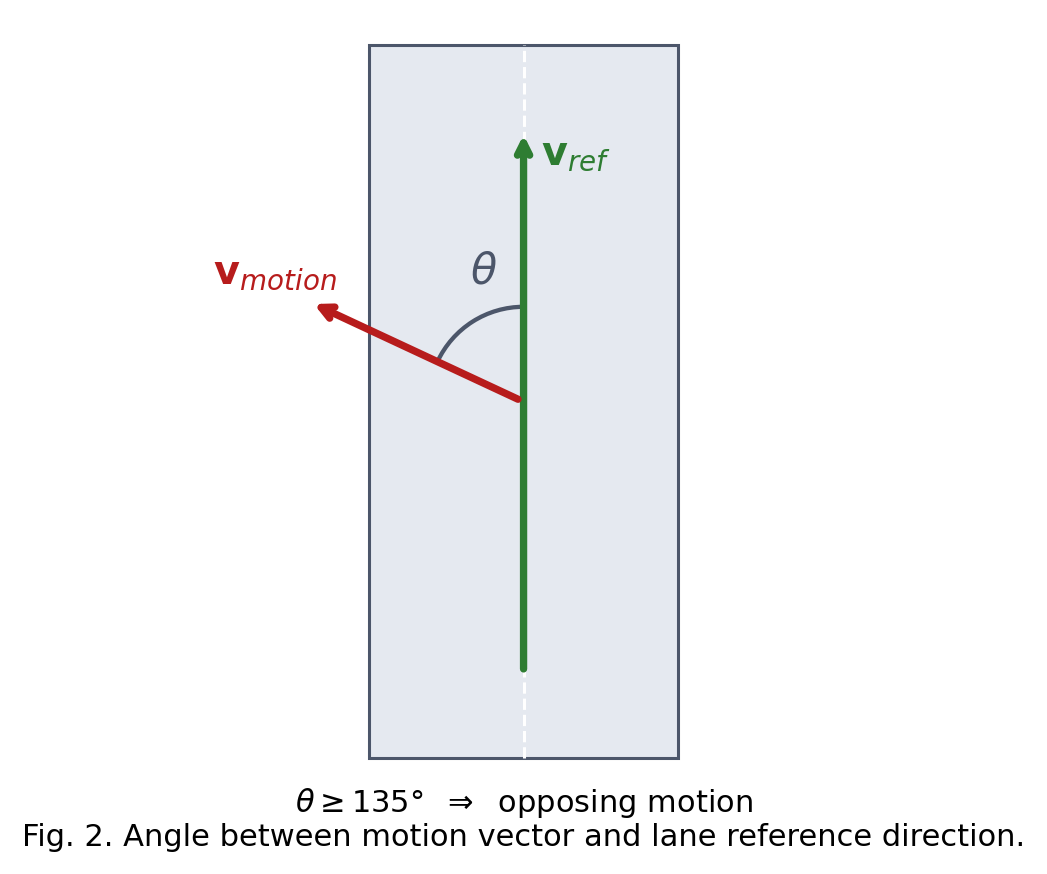 v_ref
θ
v_motion
θ ≥ 135° ⇒ opposing motion
Fig. 2. Angle between motion vector and lane reference direction.